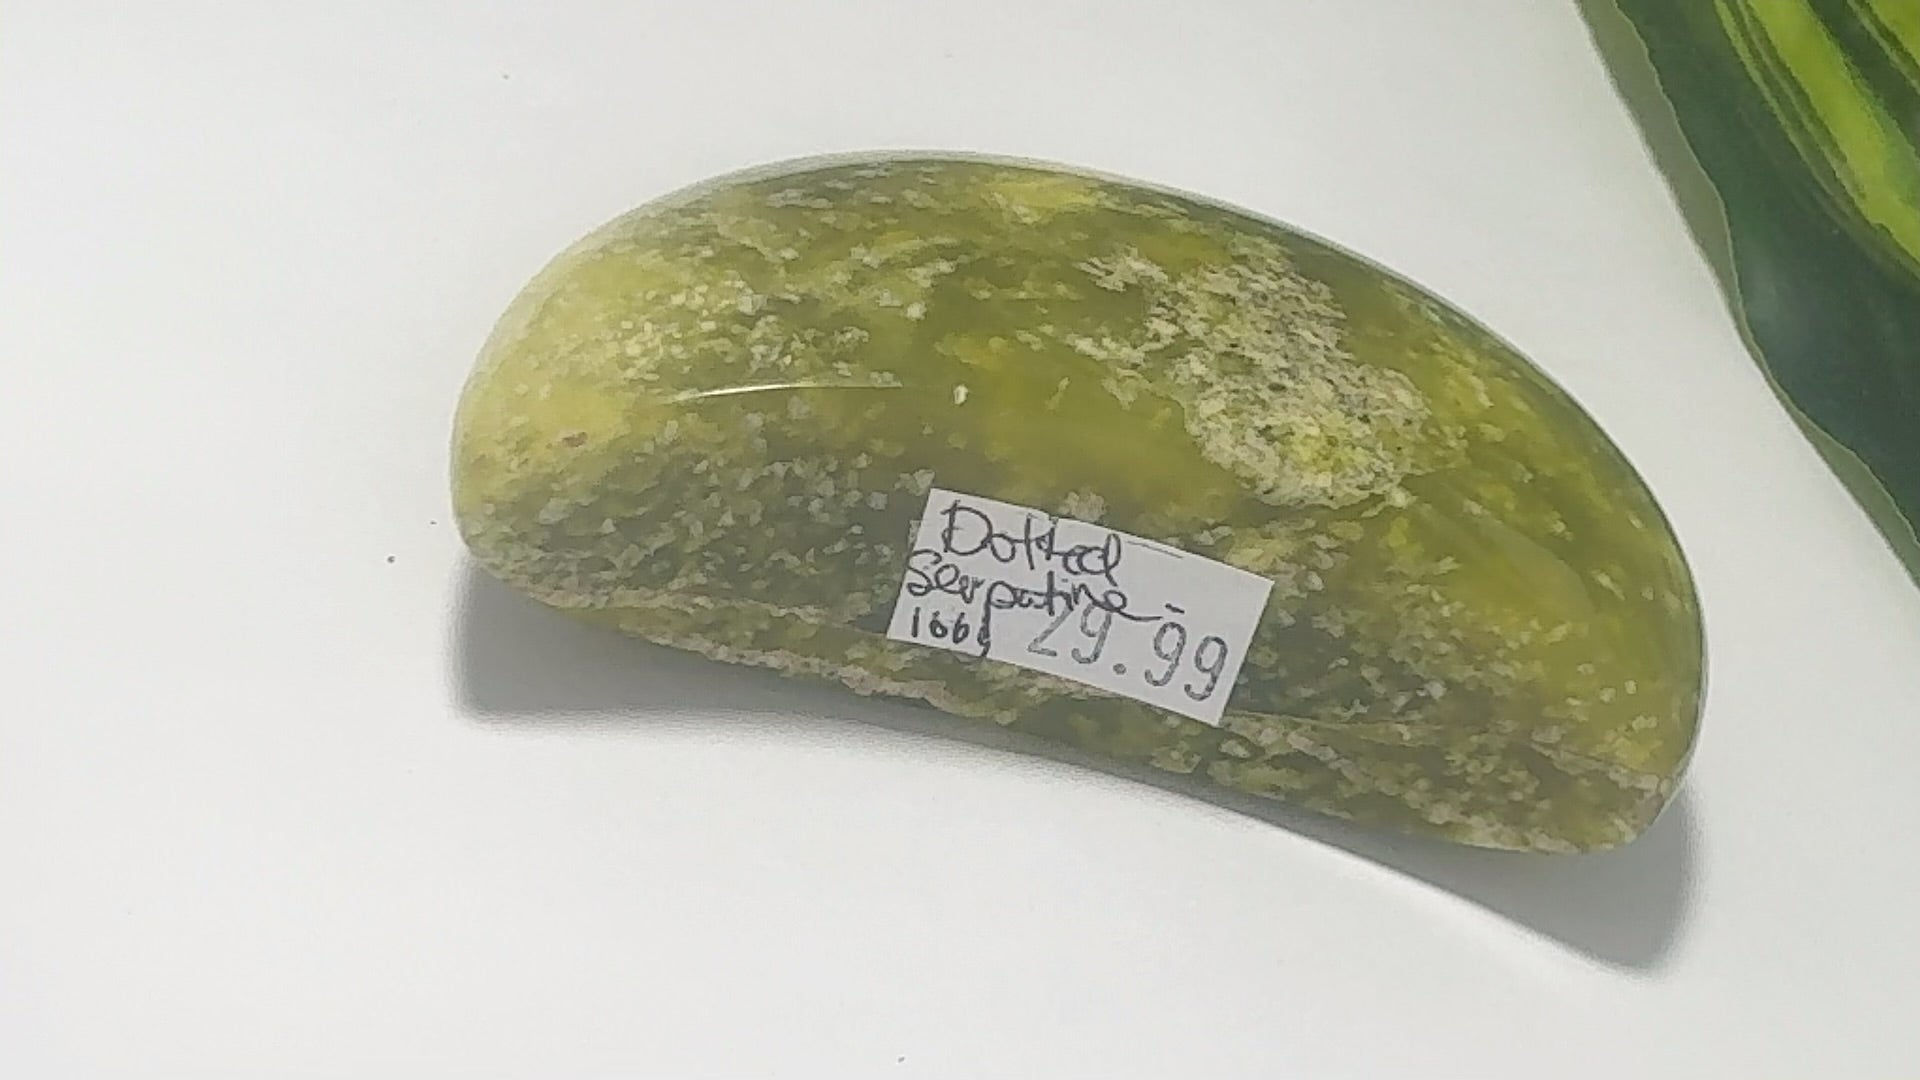 Dotted
Serpatine -
166g 29.99